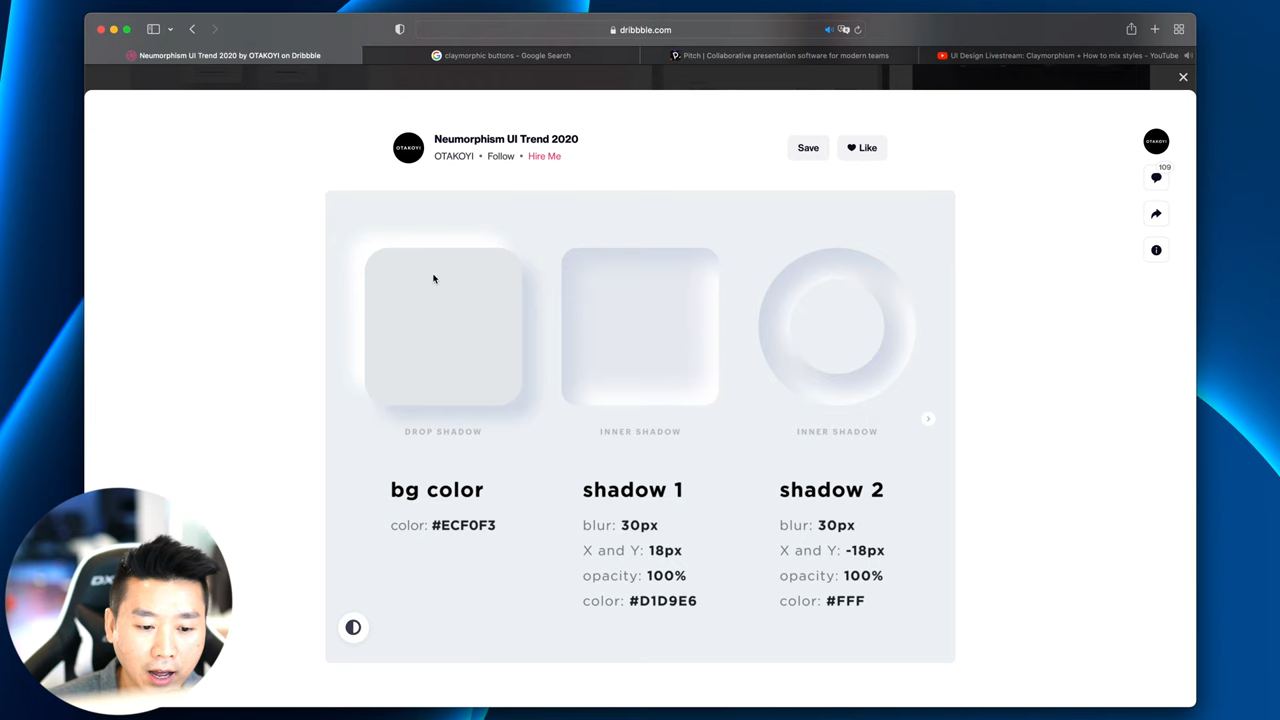 dribbble.com
Neumorphism UI Trend 2020 by OTAKOYI on Dribbble
claymorphic buttons - Google Search
Pitch | Collaborative presentation software for modern teams
UI Design Livestream: Claymorphism + How to mix styles - YouTube
OTAKOYI
Neumorphism UI Trend 2020
OTAKOYI • Follow • Hire Me
Save
Like
OTAKOYI
109
DROP SHADOW
INNER SHADOW
INNER SHADOW
bg color
color: #ECF0F3
shadow 1
blur: 30px
X and Y: 18px
opacity: 100%
color: #D1D9E6
shadow 2
blur: 30px
X and Y: -18px
opacity: 100%
color: #FFF
DX